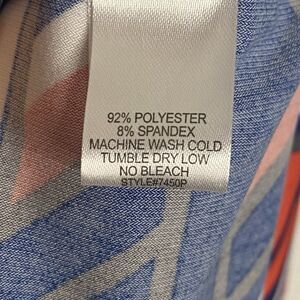 92% POLYESTER
8% SPANDEX
MACHINE WASH COLD
TUMBLE DRY LOW
NO BLEACH
STYLE#7450P